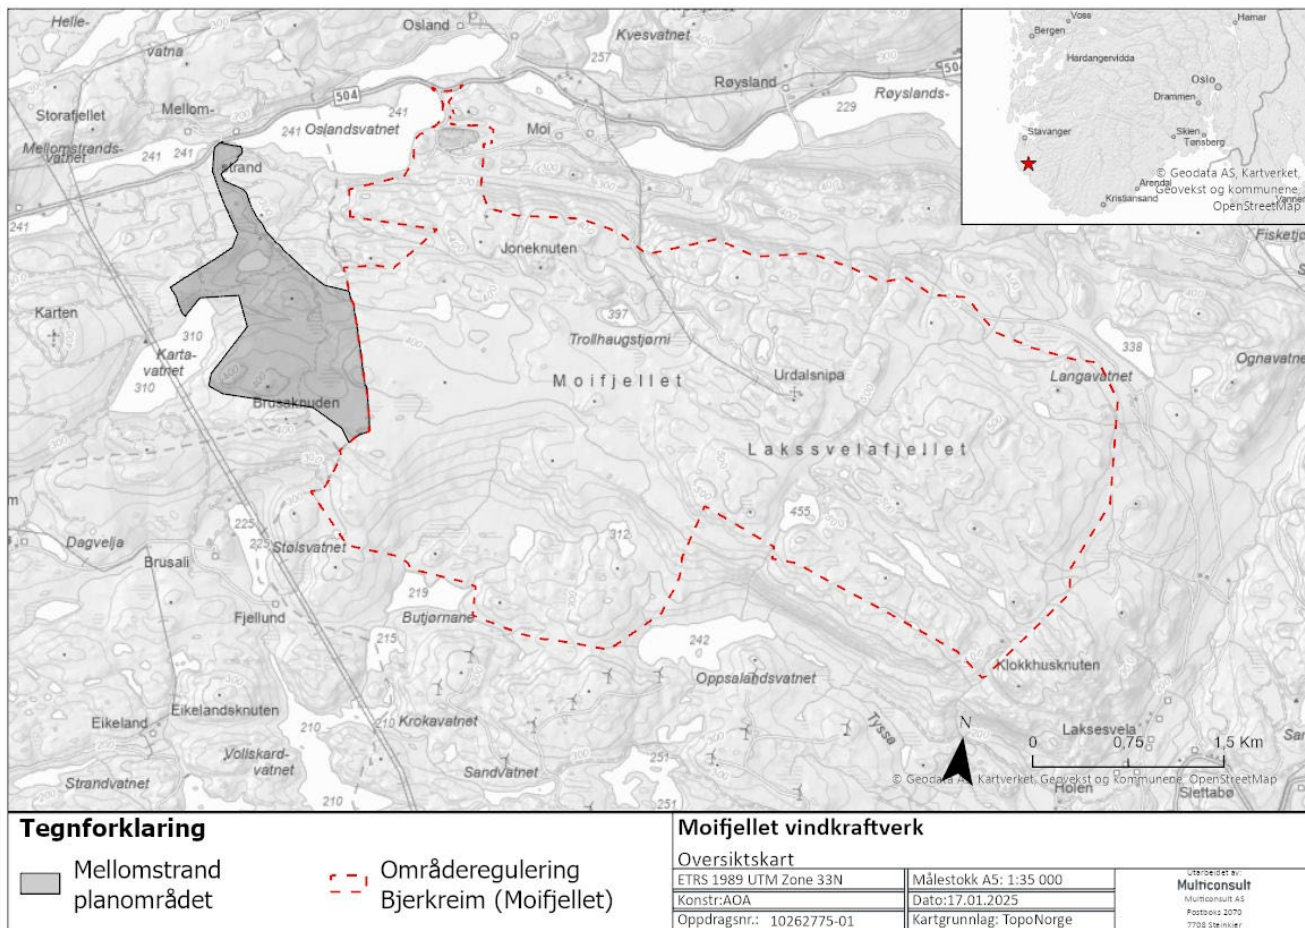 Helle-
vatna
Osland
Kvesvatnet
257
504
Røysland
504
Storafjellet
Mellom-
241
Oslandsvatnet
241
Moi
229
Røyslands-
Mellomstrands-
vatnet
241
241
strand
241
Joneknuten
Karten
310
Karta-
vatnet
310
397
Trollhaugstjørni
338
Langavatnet
Ognavatnet
Fisketjø
Moifjellet
Urdalsnipa
400
Brusaknuden
Lakssvelafjellet
455
312
225
225
Stølsvatnet
Dagvelja
Brusali
219
Butjørnane
Fjellund
215
242
0
Oppsalandsvatnet
Klokkhusknuten
Eikeland
Eikelandsknuten
210
210
Krokavatnet
Tyssa
Laksesvela
Vollskard-
vatnet
Strandvatnet
210
Sandvatnet
251
251
Holen
Slettabø
N
0 0,75 1,5 Km
© Geodata AS, Kartverket, Geovekst og kommunene, OpenStreetMap
Voss
Hamar
Bergen
Hardangervidda
Oslo
Drammen
Stavanger
Skien
Tønsberg
© Geodata AS, Kartverket,
Arendal
Geovekst og kommunene,
Kristiansand
OpenStreetMap
Tegnforklaring
Mellomstrand
planområdet
Områderegulering
Bjerkreim (Moifjellet)
Moifjellet vindkraftverk
Oversiktskart
ETRS 1989 UTM Zone 33N
Målestokk A5: 1:35 000
Konstr:AOA
Dato:17.01.2025
Oppdragsnr.: 10262775-01
Kartgrunnlag: TopoNorge
Utarbeidet av:
Multiconsult
Multiconsult AS
Postboks 2070
7708 Steinkjer